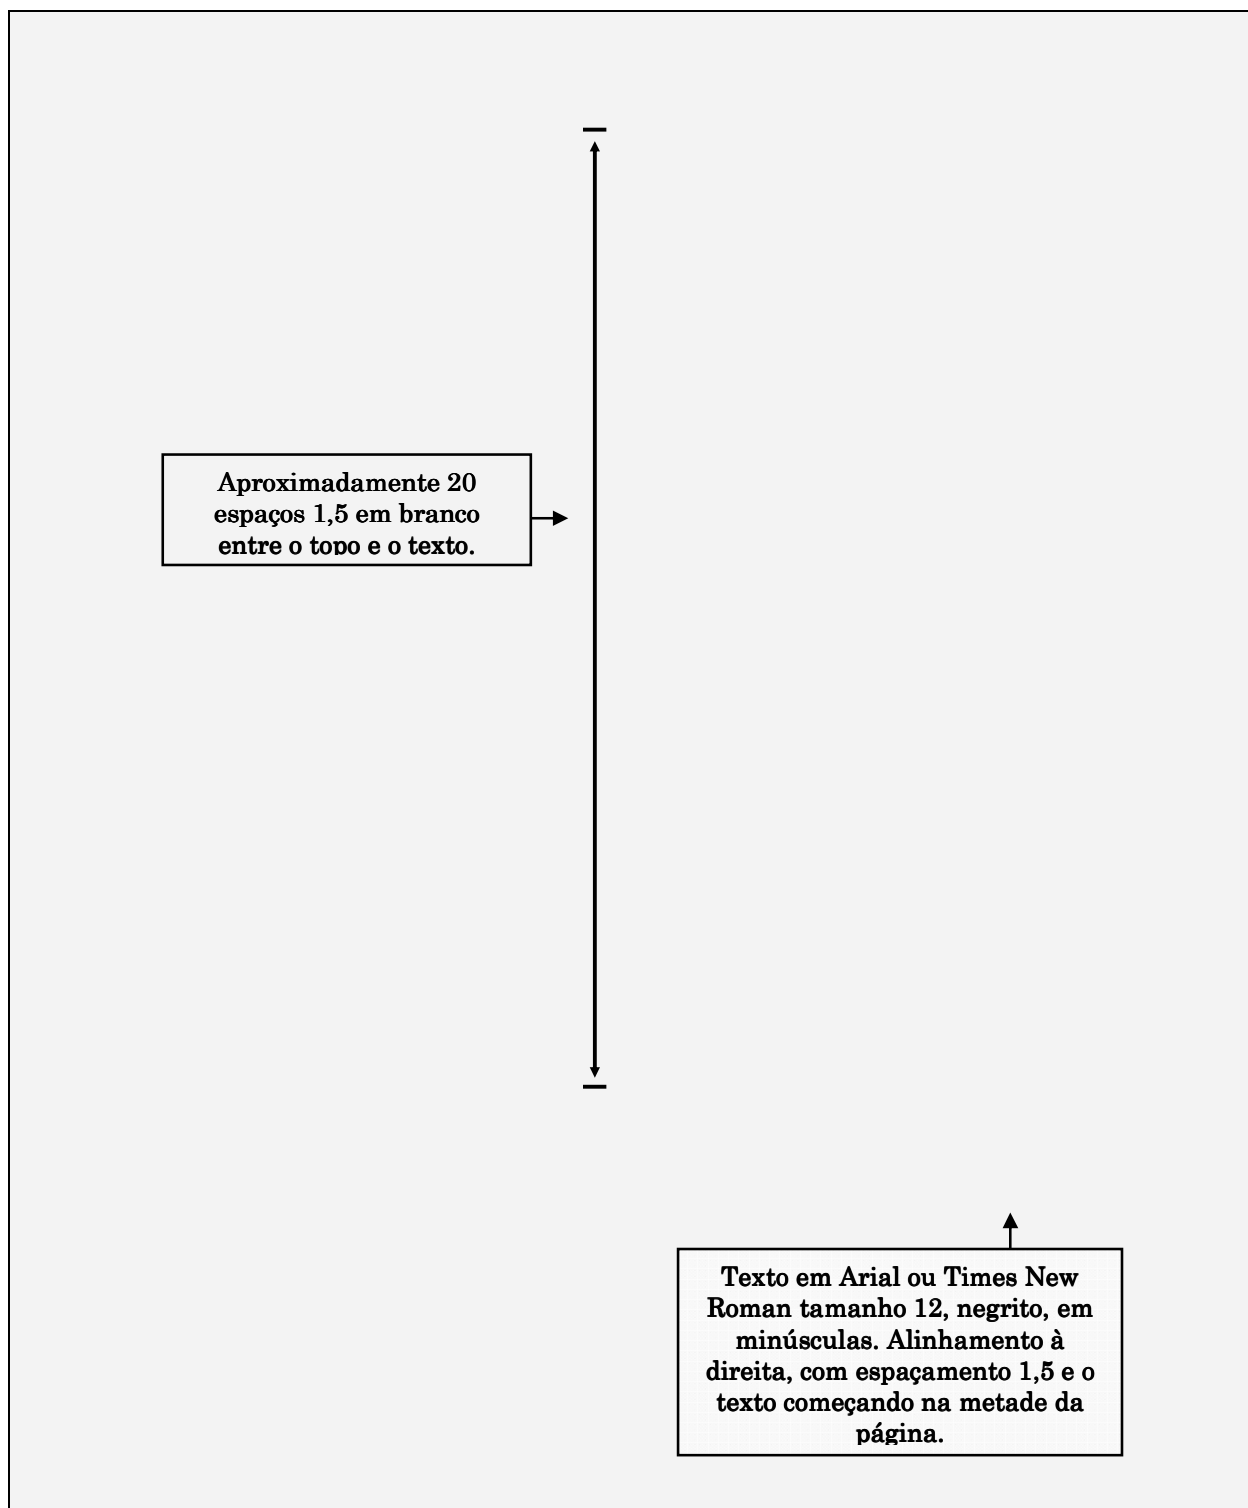 Aproximadamente 20
espaços 1,5 em branco
entre o topo e o texto.
Texto em Arial ou Times New
Roman tamanho 12, negrito, em
minúsculas. Alinhamento à
direita, com espaçamento 1,5 e o
texto começando na metade da
página.